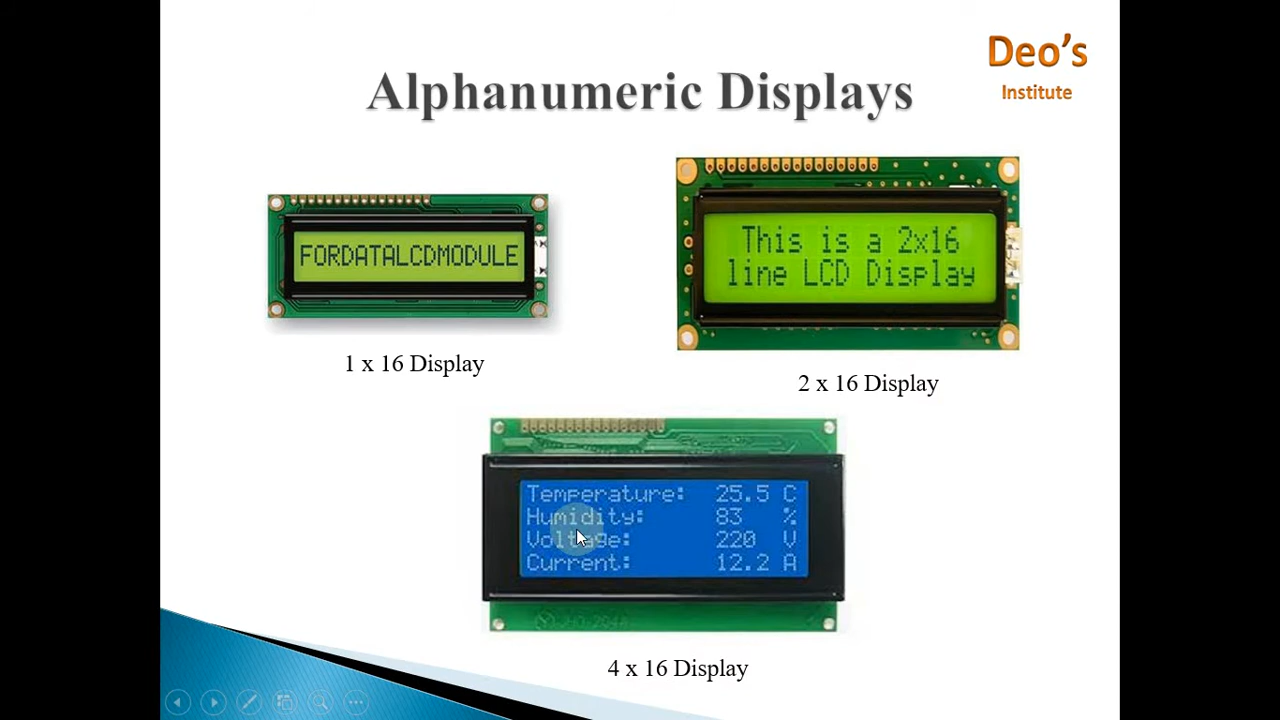 Deo's
Institute
Alphanumeric Displays
FORDATALCDMODULE
This is a 2x16
line LCD Display
1 x 16 Display
2 x 16 Display
Temperature: 25.5 C
Humidity: 83 %
Voltage: 220 V
Current: 12.2 A
4 x 16 Display